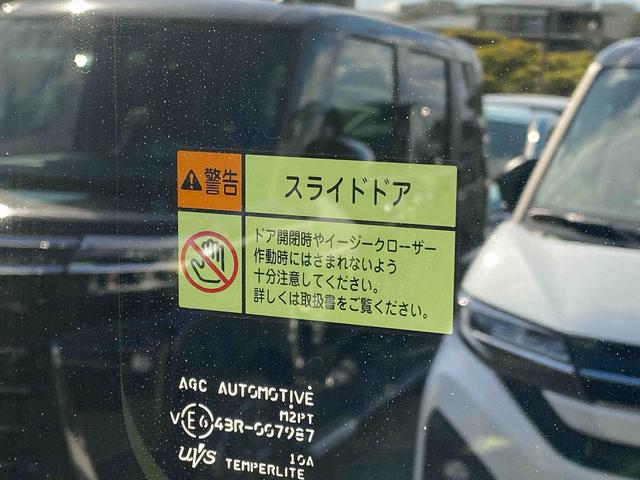 警告
スライドドア
ドア開閉時やイージークローザー
作動時にはさまれないよう
十分注意してください。
詳しくは取扱書をご覧ください。
AGC AUTOMOTIVE
M2PT
V E6 43R-007987
uvs 10A
TEMPERLITE